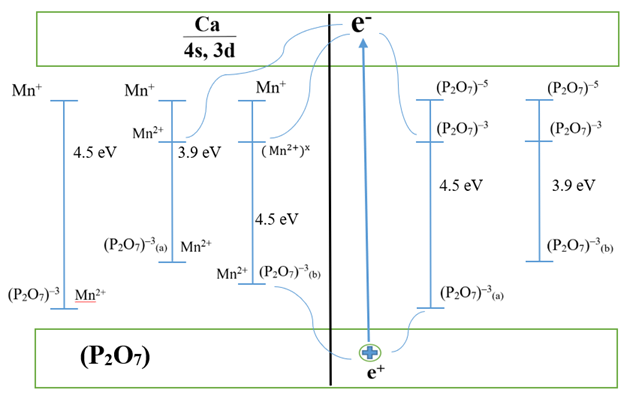 Ca
4s, 3d
e⁻
Mn⁺ Mn⁺ Mn⁺ (P₂O₇)⁻⁵ (P₂O₇)⁻⁵
Mn²⁺ (P₂O₇)⁻³ (P₂O₇)⁻³
4.5 eV 3.9 eV (Mn²⁺)ˣ
4.5 eV 3.9 eV
4.5 eV
(P₂O₇)⁻³₍ₐ₎ Mn²⁺ (P₂O₇)⁻³₍b₎
Mn²⁺ (P₂O₇)⁻³₍b₎
(P₂O₇)⁻³ Mn²⁺ (P₂O₇)⁻³₍ₐ₎
(P₂O₇)
e⁺